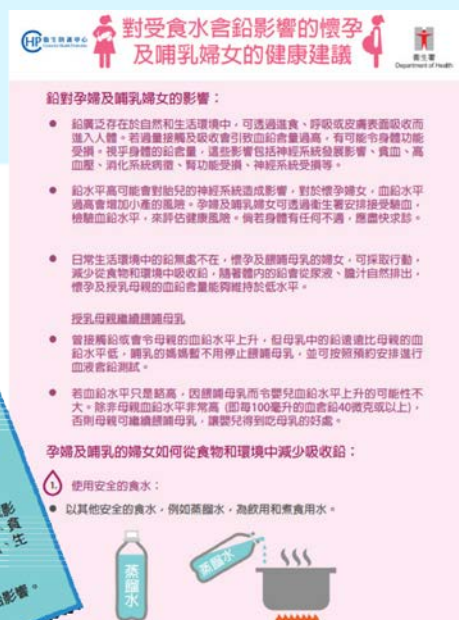 衞生防護中心
Centre for Health Protection
對受食水含鉛影響的懷孕
及哺乳婦女的健康建議
衞生署
Department of Health
鉛對孕婦及哺乳婦女的影響：
● 鉛廣泛存在於自然和生活環境中，可透過進食、呼吸或皮膚表面吸收而
進入人體。若過量接觸及吸收會引致血鉛含量過高，有可能令身體功能
受損。視乎身體的鉛含量，這些影響包括神經系統發展影響、貧血、高
血壓、消化系統病徵、腎功能受損、神經系統受損等。
● 鉛水平高可能會對胎兒的神經系統造成影響，對於懷孕婦女，血鉛水平
過高會增加小產的風險。孕婦及哺乳婦女可透過衞生署安排接受驗血，
檢驗血鉛水平，來評估健康風險。倘若身體有任何不適，應盡快求診。
● 日常生活環境中的鉛無處不在，懷孕及餵哺母乳的婦女，可採取行動，
減少從食物和環境中吸收鉛，隨著體內的鉛會從尿液、膽汁自然排出，
懷孕及授乳母親的血鉛含量能夠維持於低水平。
授乳母親繼續餵哺母乳
● 曾接觸鉛或會令母親的血鉛水平上升，但母乳中的鉛遠遠比母親的血
鉛水平低，哺乳的媽媽暫不用停止餵哺母乳，並可按照預約安排進行
血液含鉛測試。
● 若血鉛水平只是略高，因餵哺母乳而令嬰兒血鉛水平上升的可能性不
大。除非母親血鉛水平非常高 (即每100毫升的血含鉛40微克或以上)，
否則母親可繼續餵哺母乳，讓嬰兒得到吃母乳的好處。
孕婦及哺乳的婦女如何從食物和環境中減少吸收鉛：
1. 使用安全的食水：
● 以其他安全的食水，例如蒸餾水，為飲用和煮食用水。
蒸餾水
蒸餾水
影
貧
、生
影響。